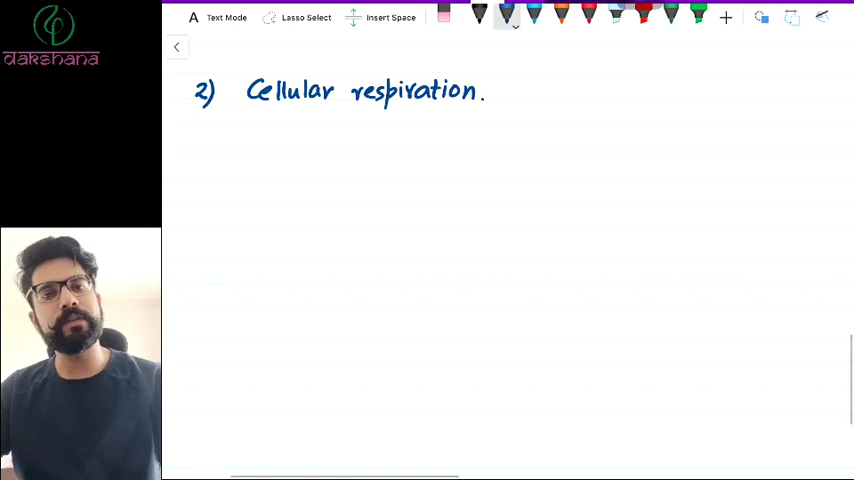 dakshana
A Text Mode Lasso Select Insert Space
2) Cellular respiration.